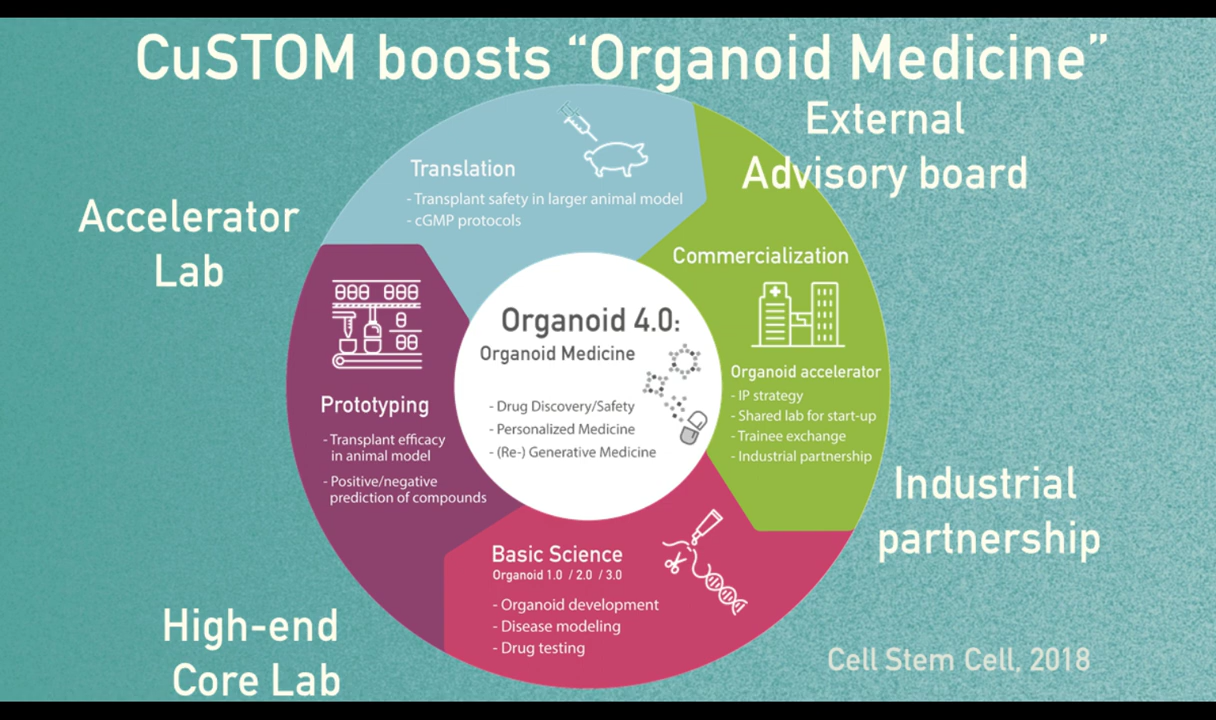 CuSTOM boosts “Organoid Medicine”
External
Advisory board
Accelerator
Lab
Translation
- Transplant safety in larger animal model
- cGMP protocols
Commercialization
Organoid accelerator
- IP strategy
- Shared lab for start-up
- Trainee exchange
- Industrial partnership
Organoid 4.0:
Organoid Medicine
- Drug Discovery/Safety
- Personalized Medicine
- (Re-) Generative Medicine
Prototyping
- Transplant efficacy
in animal model
- Positive/negative
prediction of compounds
Basic Science
Organoid 1.0 / 2.0 / 3.0
- Organoid development
- Disease modeling
- Drug testing
Industrial
partnership
High-end
Core Lab
Cell Stem Cell, 2018